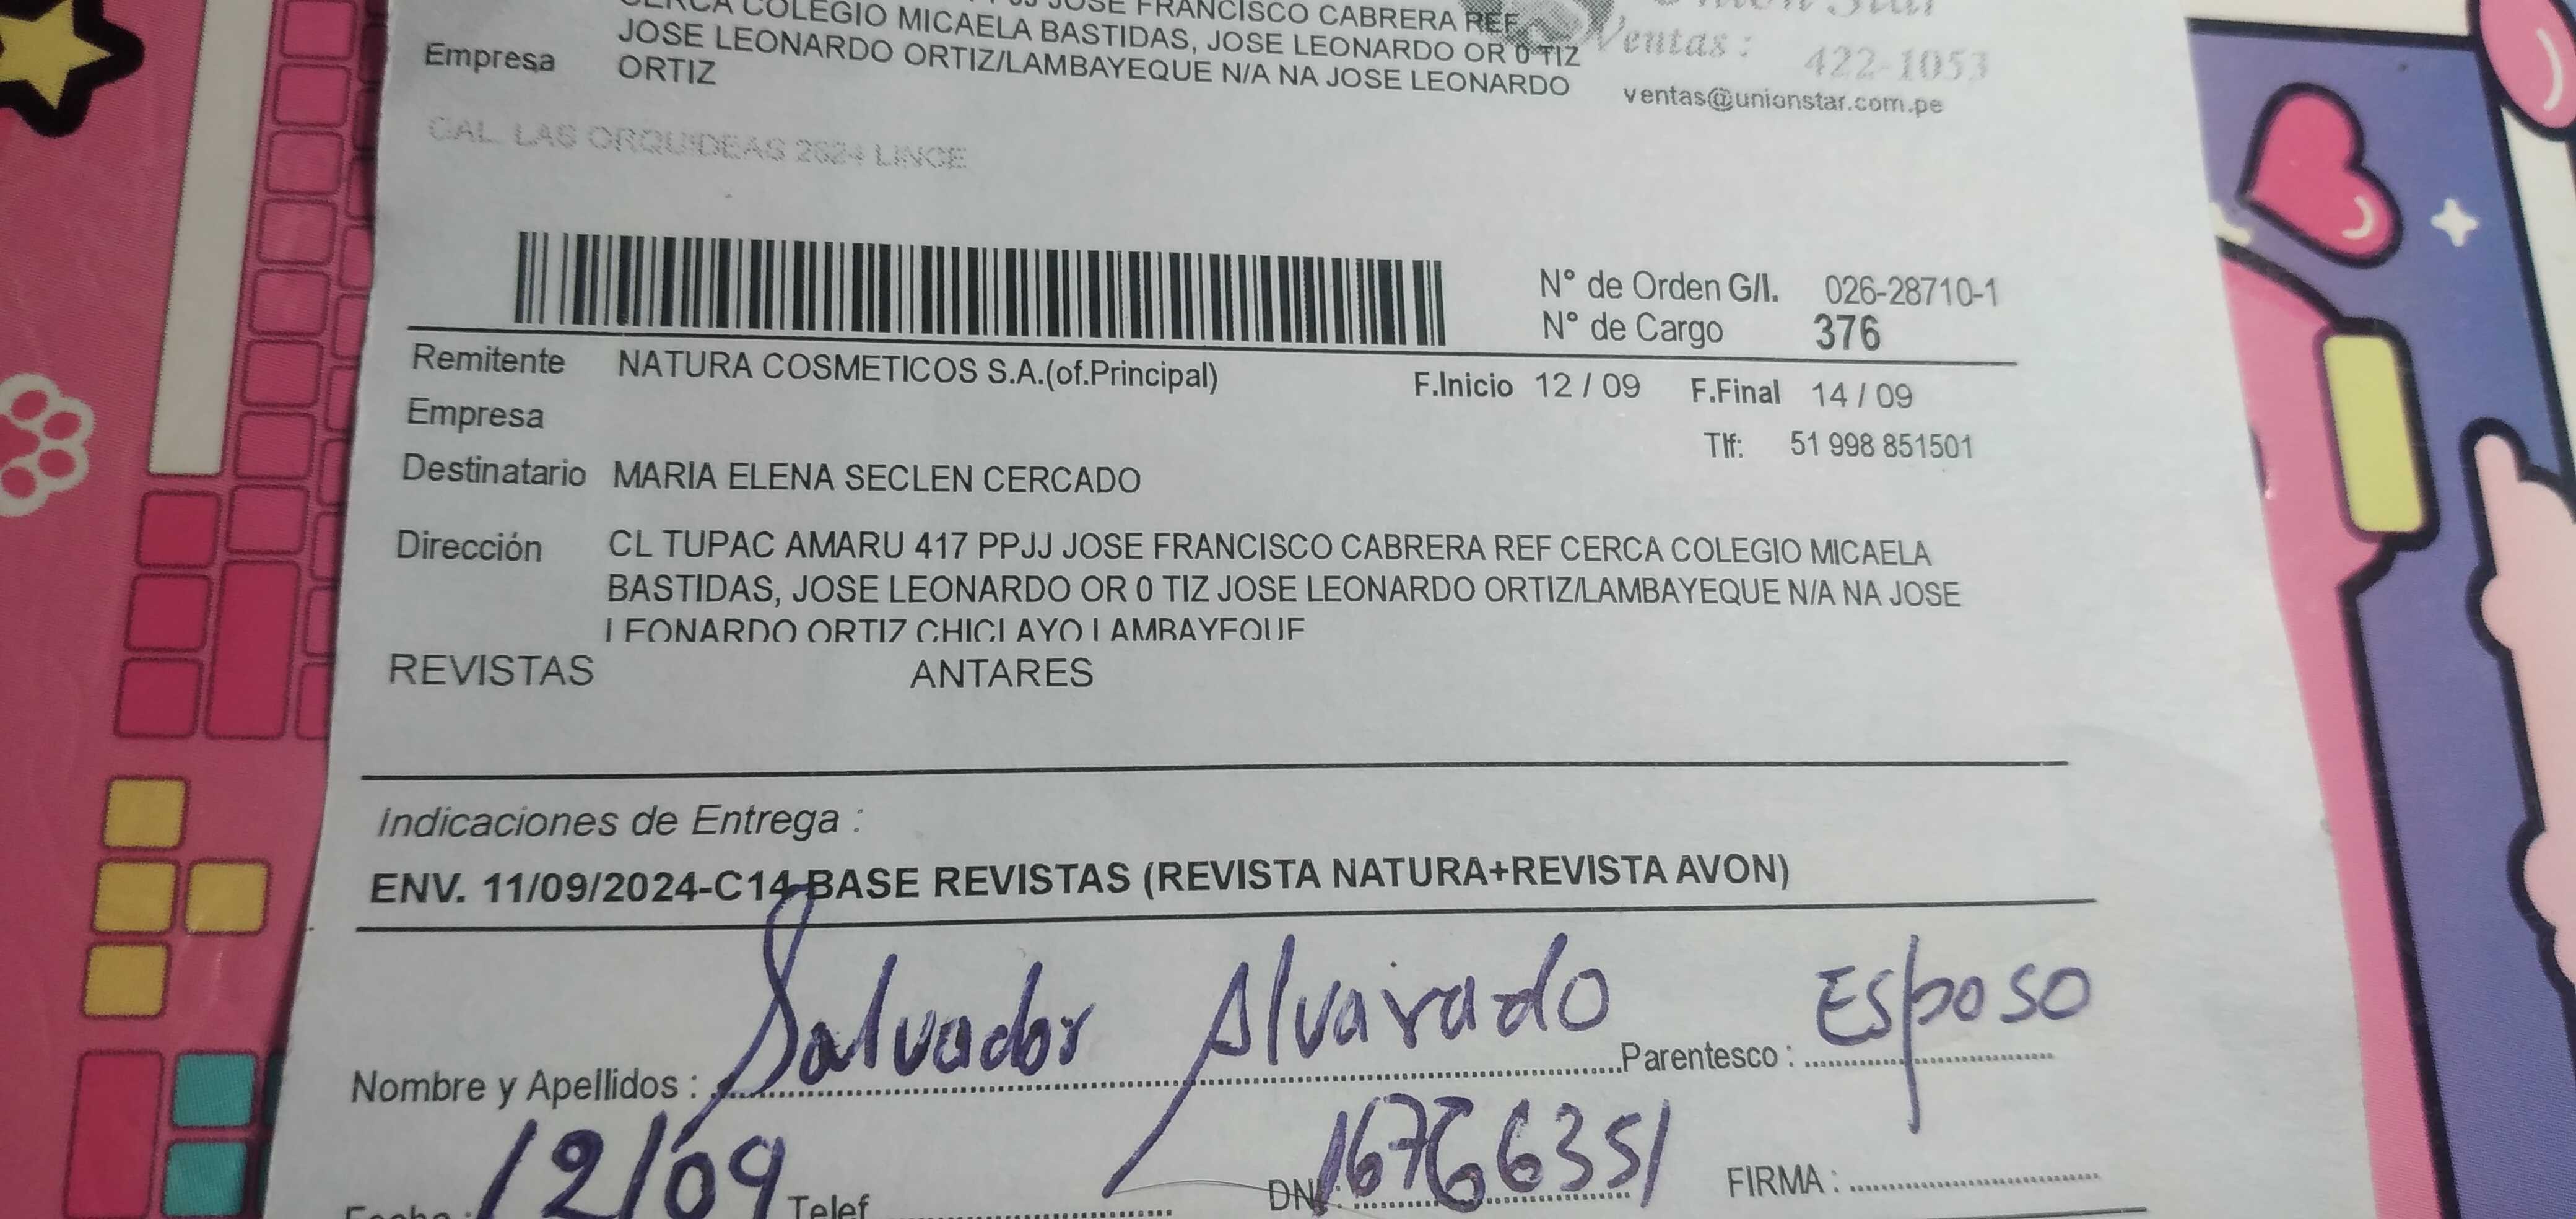 CERCA COLEGIO MICAELA BASTIDAS, JOSE LEONARDO OR 0 TIZ
JOSE FRANCISCO CABRERA REF
Empresa JOSE LEONARDO ORTIZ/LAMBAYEQUE N/A NA JOSE LEONARDO
ORTIZ
Ventas : 422-1053
ventas@unionstar.com.pe
CAL. LAS ORQUIDEAS 2624 LINCE
N° de Orden G/I. 026-28710-1
N° de Cargo 376
Remitente NATURA COSMETICOS S.A.(of.Principal)
F.Inicio 12 / 09 F.Final 14 / 09
Empresa
Tlf: 51 998 851501
Destinatario MARIA ELENA SECLEN CERCADO
Dirección CL TUPAC AMARU 417 PPJJ JOSE FRANCISCO CABRERA REF CERCA COLEGIO MICAELA
BASTIDAS, JOSE LEONARDO OR 0 TIZ JOSE LEONARDO ORTIZ/LAMBAYEQUE N/A NA JOSE
LEONARDO ORTIZ CHICLAYO LAMBAYEQUE
REVISTAS ANTARES
Indicaciones de Entrega :
ENV. 11/09/2024-C14-BASE REVISTAS (REVISTA NATURA+REVISTA AVON)
Nombre y Apellidos : Salvador Alvarado Parentesco : Esposo
Fecha : 12/09 Telef. DNI: 16766351 FIRMA :